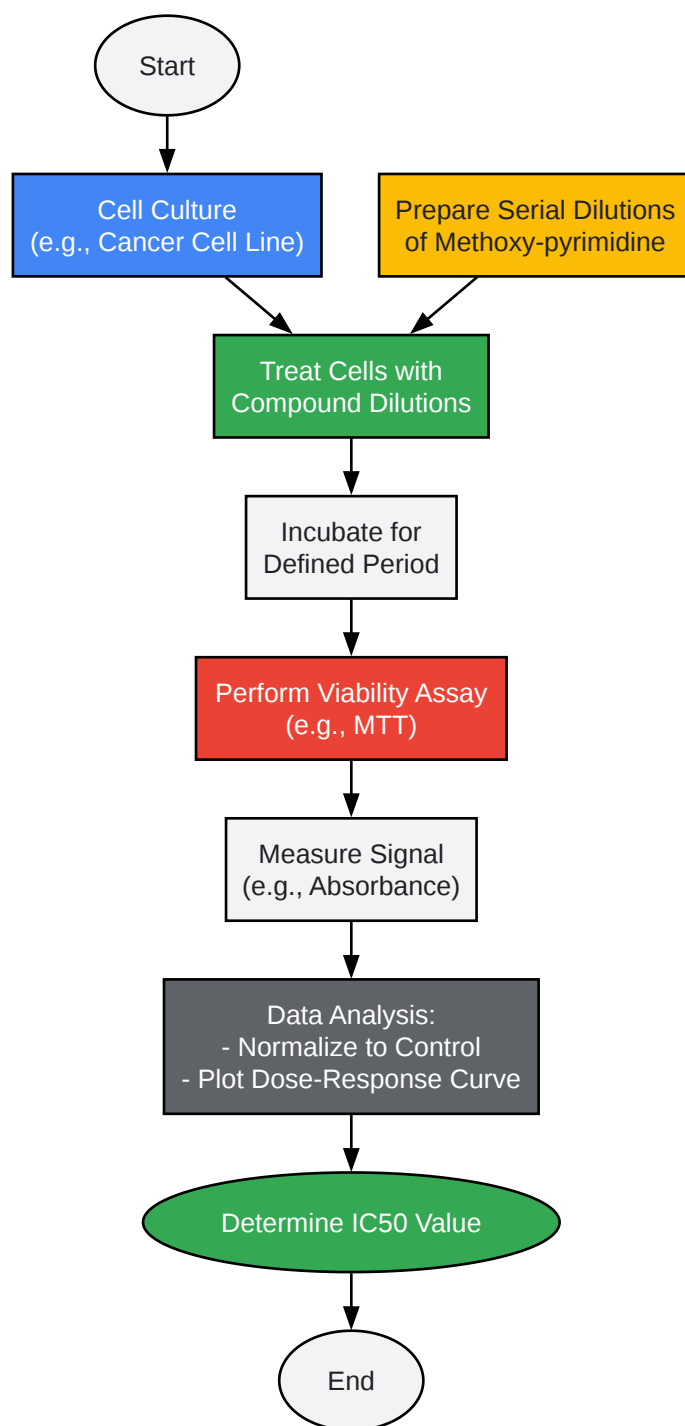 Start
Cell Culture
(e.g., Cancer Cell Line)
Prepare Serial Dilutions
of Methoxy-pyrimidine
Treat Cells with
Compound Dilutions
Incubate for
Defined Period
Perform Viability Assay
(e.g., MTT)
Measure Signal
(e.g., Absorbance)
Data Analysis:
- Normalize to Control
- Plot Dose-Response Curve
Determine IC50 Value
End